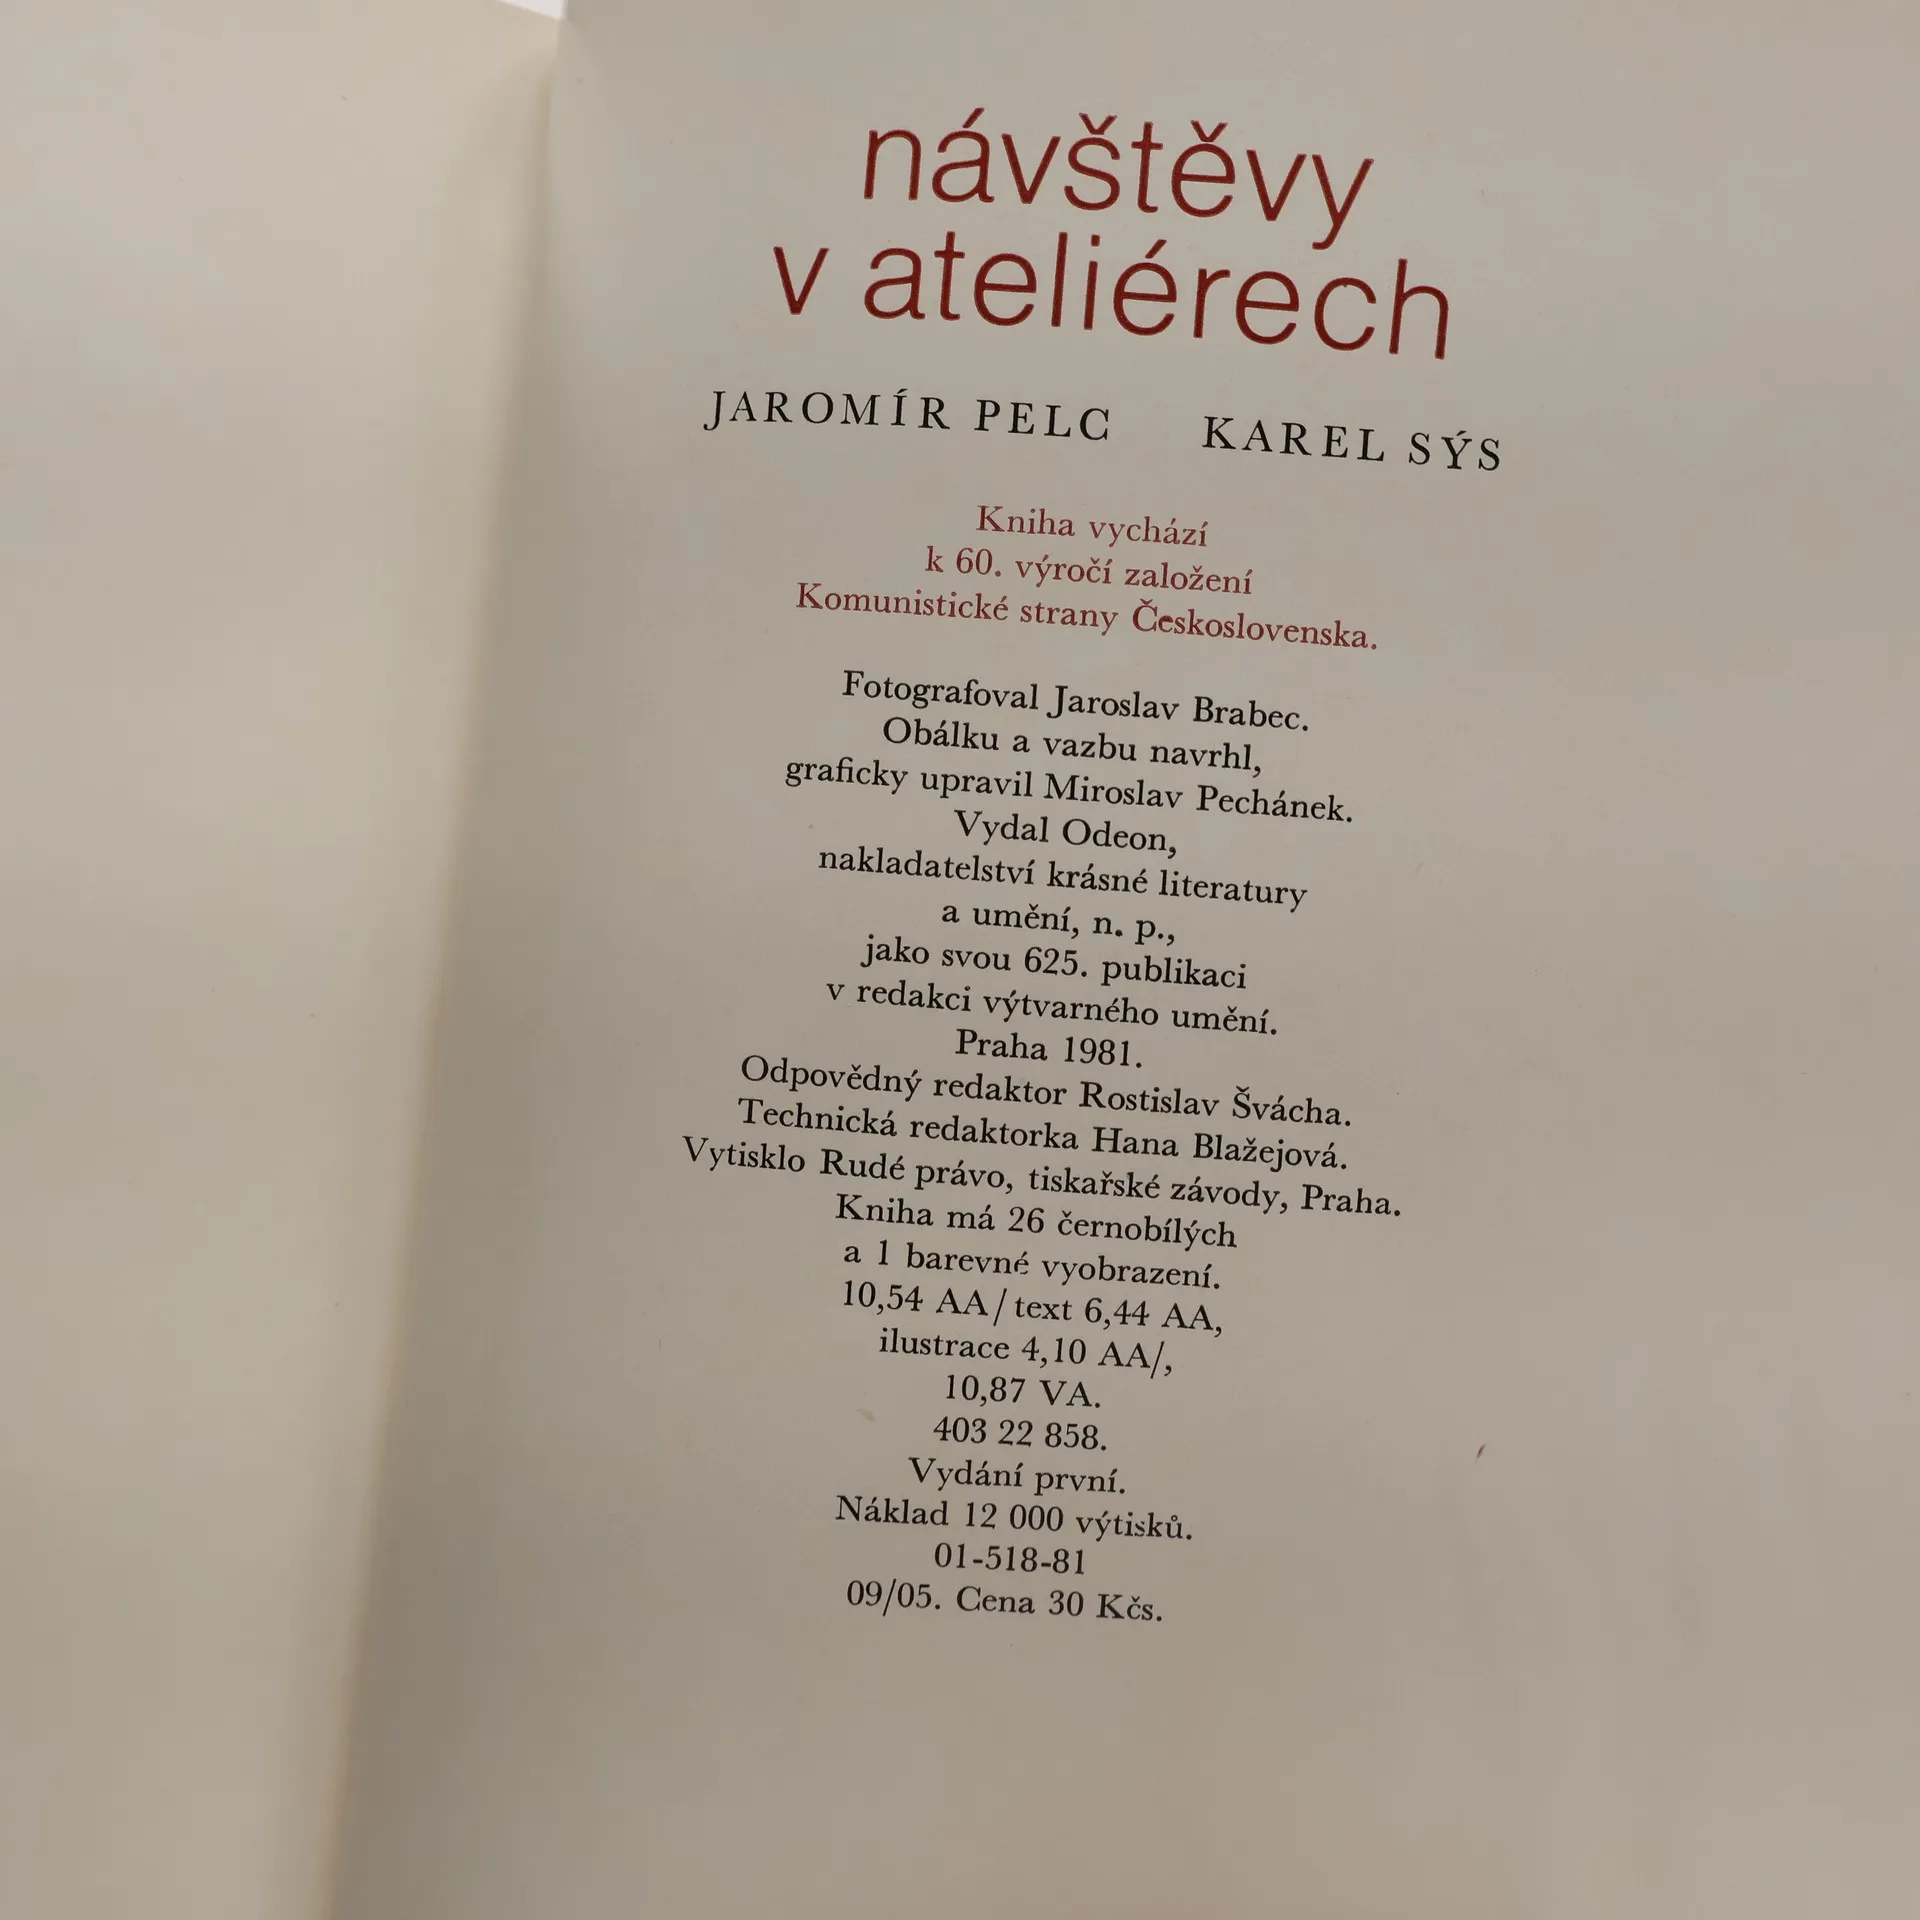 návštěvy
v ateliérech
JAROMÍR PELC KAREL SÝS
Kniha vychází
k 60. výročí založení
Komunistické strany Československa.
Fotografoval Jaroslav Brabec.
Obálku a vazbu navrhl,
graficky upravil Miroslav Pechánek.
Vydal Odeon,
nakladatelství krásné literatury
a umění, n. p.,
jako svou 625. publikaci
v redakci výtvarného umění.
Praha 1981.
Odpovědný redaktor Rostislav Švácha.
Technická redaktorka Hana Blažejová.
Vytisklo Rudé právo, tiskařské závody, Praha.
Kniha má 26 černobílých
a 1 barevné vyobrazení.
10,54 AA/text 6,44 AA,
ilustrace 4,10 AA/,
10,87 VA.
403 22 858.
Vydání první.
Náklad 12 000 výtisků.
01-518-81
09/05. Cena 30 Kčs.